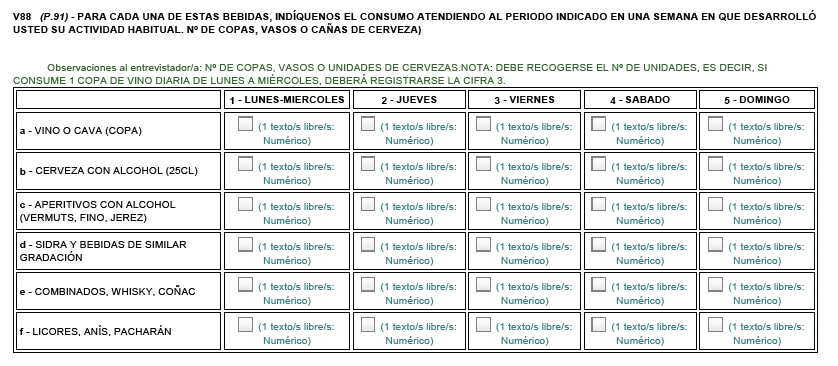 V88 (P.91) - PARA CADA UNA DE ESTAS BEBIDAS, INDÍQUENOS EL CONSUMO ATENDIENDO AL PERIODO INDICADO EN UNA SEMANA EN QUE DESARROLLÓ
USTED SU ACTIVIDAD HABITUAL. Nº DE COPAS, VASOS O CAÑAS DE CERVEZA)
Observaciones al entrevistador/a: Nº DE COPAS, VASOS O UNIDADES DE CERVEZAS.NOTA: DEBE RECOGERSE EL Nº DE UNIDADES, ES DECIR, SI
CONSUME 1 COPA DE VINO DIARIA DE LUNES A MIÉRCOLES, DEBERÁ REGISTRARSE LA CIFRA 3.
1 - LUNES-MIERCOLES 2 - JUEVES 3 - VIERNES 4 - SABADO 5 - DOMINGO
a - VINO O CAVA (COPA) (1 texto/s libre/s: (1 texto/s libre/s: (1 texto/s libre/s: (1 texto/s libre/s: (1 texto/s libre/s:
Numérico) Numérico) Numérico) Numérico) Numérico)
b - CERVEZA CON ALCOHOL (25CL) (1 texto/s libre/s: (1 texto/s libre/s: (1 texto/s libre/s: (1 texto/s libre/s: (1 texto/s libre/s:
Numérico) Numérico) Numérico) Numérico) Numérico)
c - APERITIVOS CON ALCOHOL (1 texto/s libre/s: (1 texto/s libre/s: (1 texto/s libre/s: (1 texto/s libre/s: (1 texto/s libre/s:
(VERMUTS, FINO, JEREZ) Numérico) Numérico) Numérico) Numérico) Numérico)
d - SIDRA Y BEBIDAS DE SIMILAR (1 texto/s libre/s: (1 texto/s libre/s: (1 texto/s libre/s: (1 texto/s libre/s: (1 texto/s libre/s:
GRADACIÓN Numérico) Numérico) Numérico) Numérico) Numérico)
e - COMBINADOS, WHISKY, COÑAC (1 texto/s libre/s: (1 texto/s libre/s: (1 texto/s libre/s: (1 texto/s libre/s: (1 texto/s libre/s:
Numérico) Numérico) Numérico) Numérico) Numérico)
f - LICORES, ANÍS, PACHARÁN (1 texto/s libre/s: (1 texto/s libre/s: (1 texto/s libre/s: (1 texto/s libre/s: (1 texto/s libre/s:
Numérico) Numérico) Numérico) Numérico) Numérico)